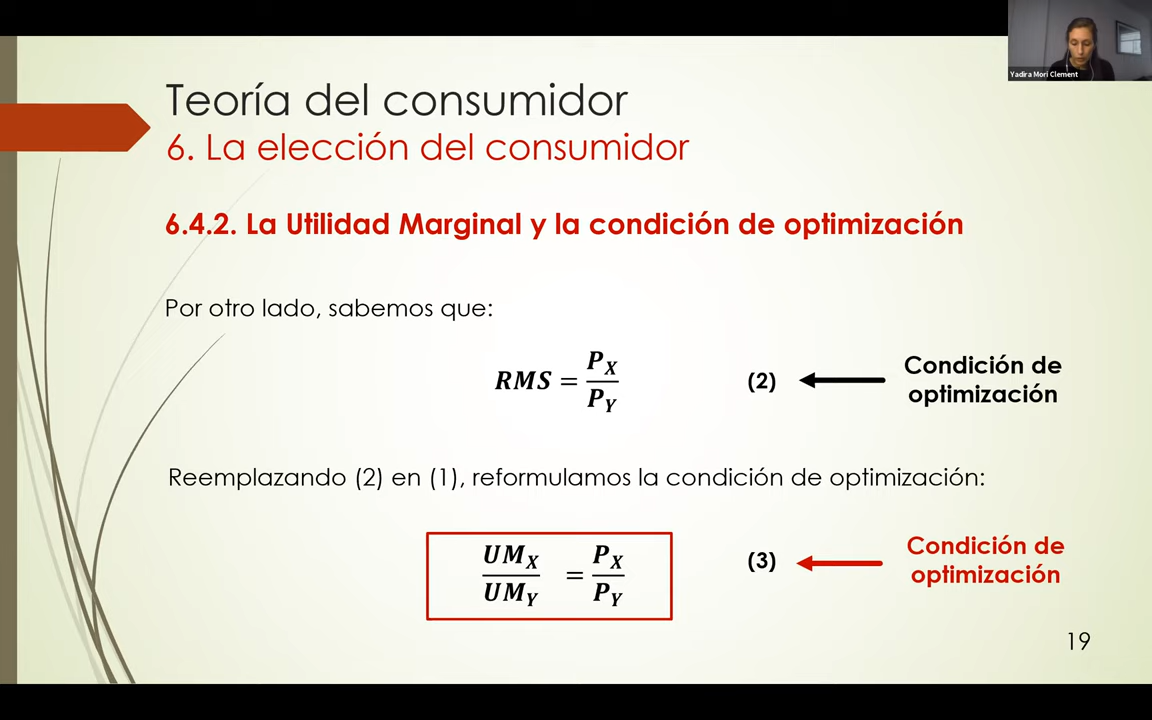 Yadira Mori Clement
Teoría del consumidor
6. La elección del consumidor
6.4.2. La Utilidad Marginal y la condición de optimización
Por otro lado, sabemos que:
RMS = P_X / P_Y (2) Condición de
optimización
Reemplazando (2) en (1), reformulamos la condición de optimización:
UM_X / UM_Y = P_X / P_Y (3) Condición de
optimización
19